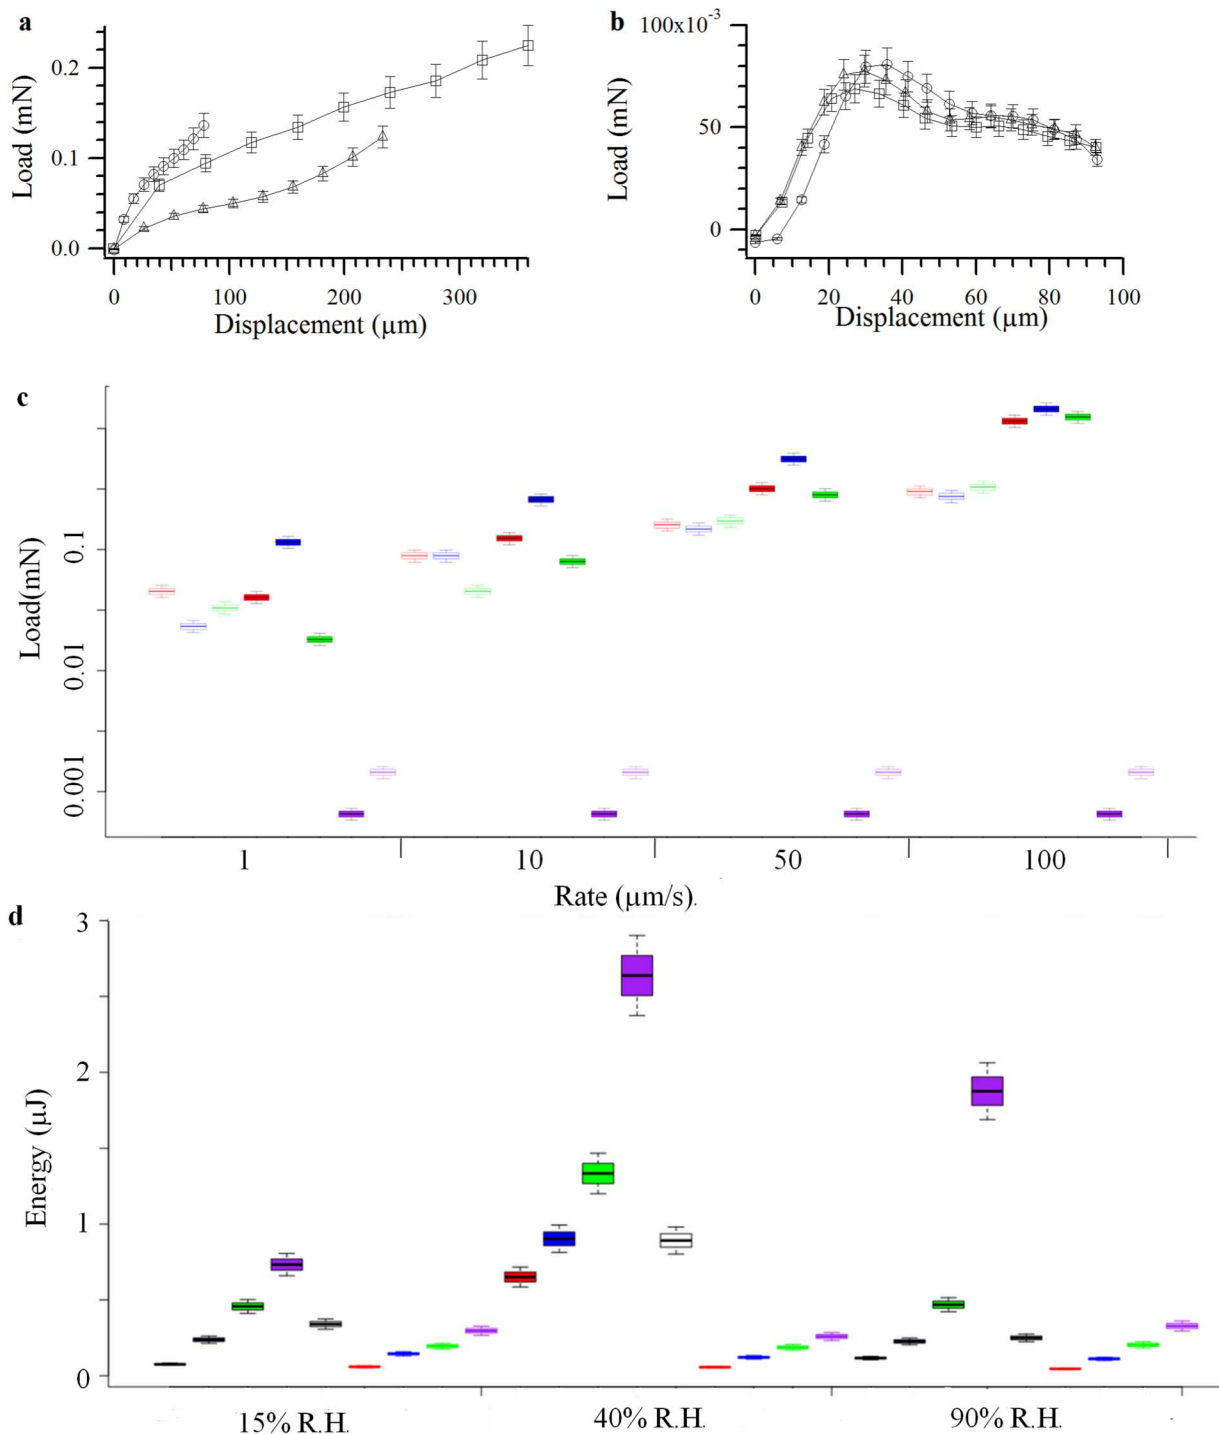 a
Load (mN)
0.2
0.1
0.0
0
100
200
300
Displacement (µm)
b
100x10⁻³
Load (mN)
50
0
0
20
40
60
80
100
Displacement (µm)
c
Load(mN)
0.1
0.01
0.001
1
10
50
100
Rate (µm/s).
d
Energy (µJ)
3
2
1
0
15% R.H.
40% R.H.
90% R.H.